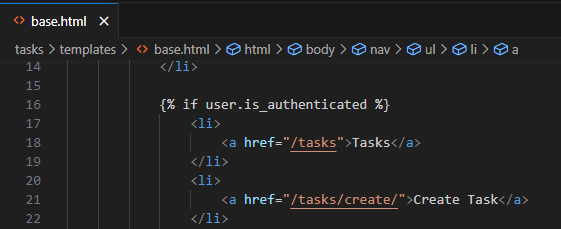 base.html
tasks > templates > base.html > html > body > nav > ul > li > a
14 </li>
15
16 {% if user.is_authenticated %}
17 <li>
18 <a href="/tasks">Tasks</a>
19 </li>
20 <li>
21 <a href="/tasks/create/">Create Task</a>
22 </li>